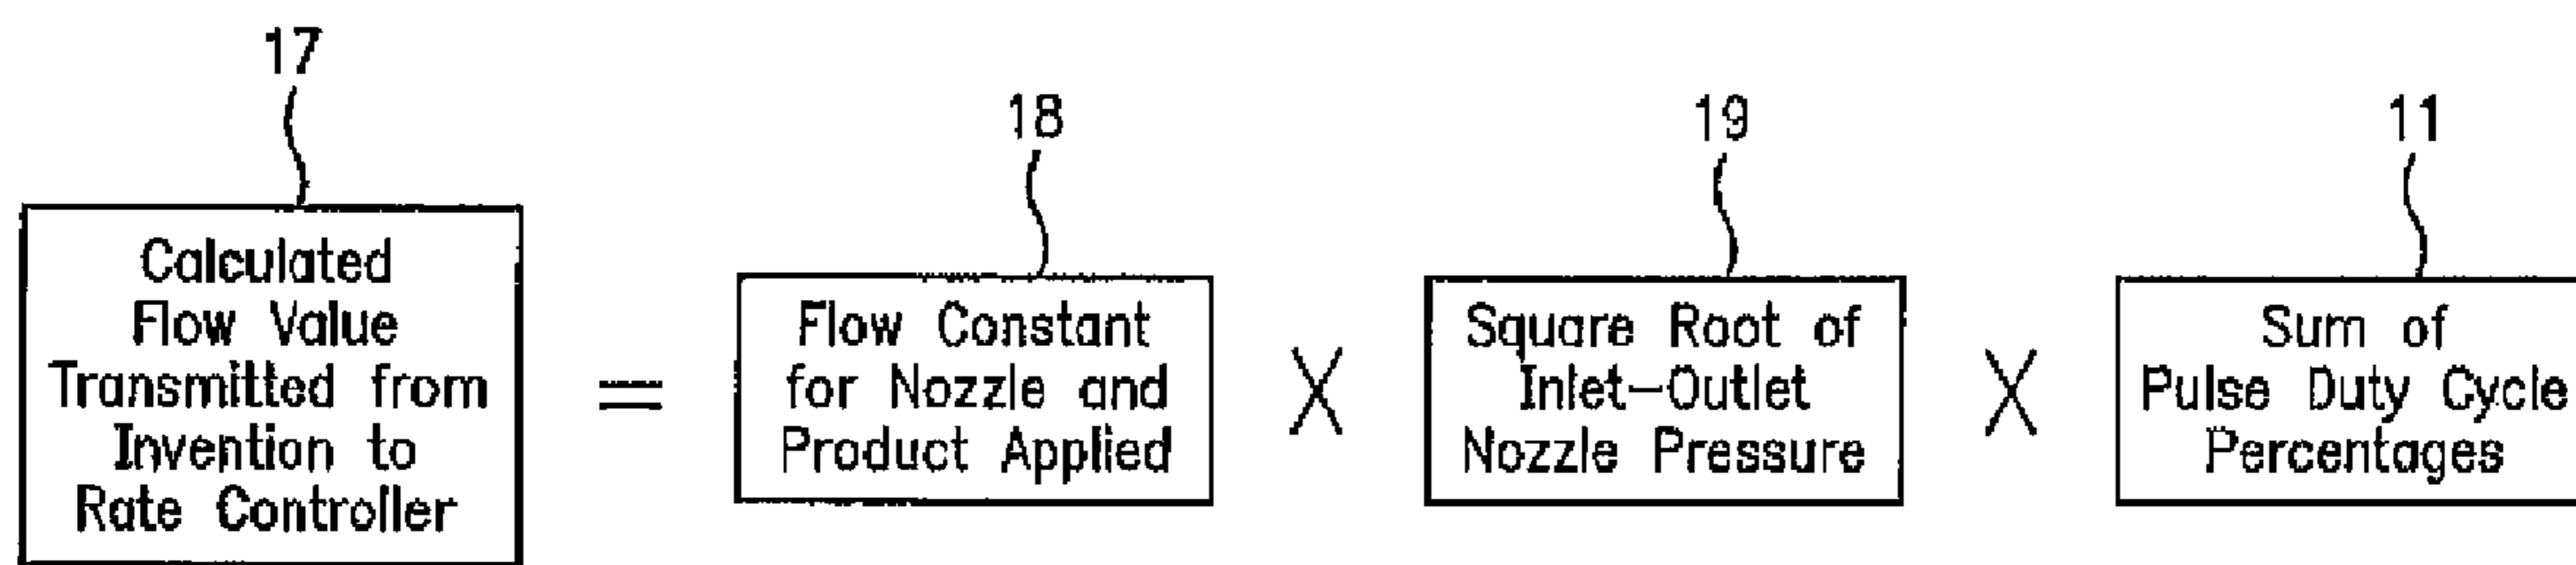 17
18
19
11
Calculated
Flow Value
Transmitted from
Invention to
Rate Controller
=
Flow Constant
for Nozzle and
Product Applied
X
Square Root of
Inlet-Outlet
Nozzle Pressure
X
Sum of
Pulse Duty Cycle
Percentages